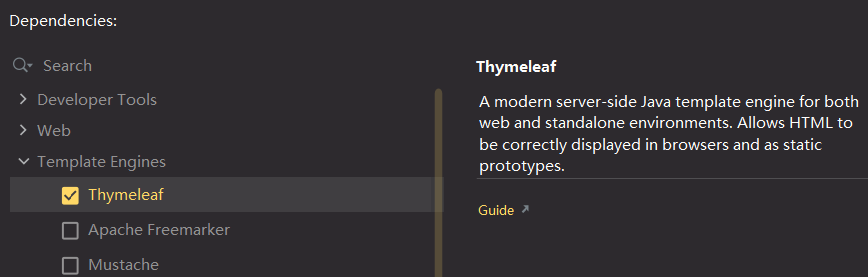 Dependencies:
Search
Developer Tools
Web
Template Engines
Thymeleaf
Apache Freemarker
Mustache
Thymeleaf
A modern server-side Java template engine for both
web and standalone environments. Allows HTML to
be correctly displayed in browsers and as static
prototypes.
Guide